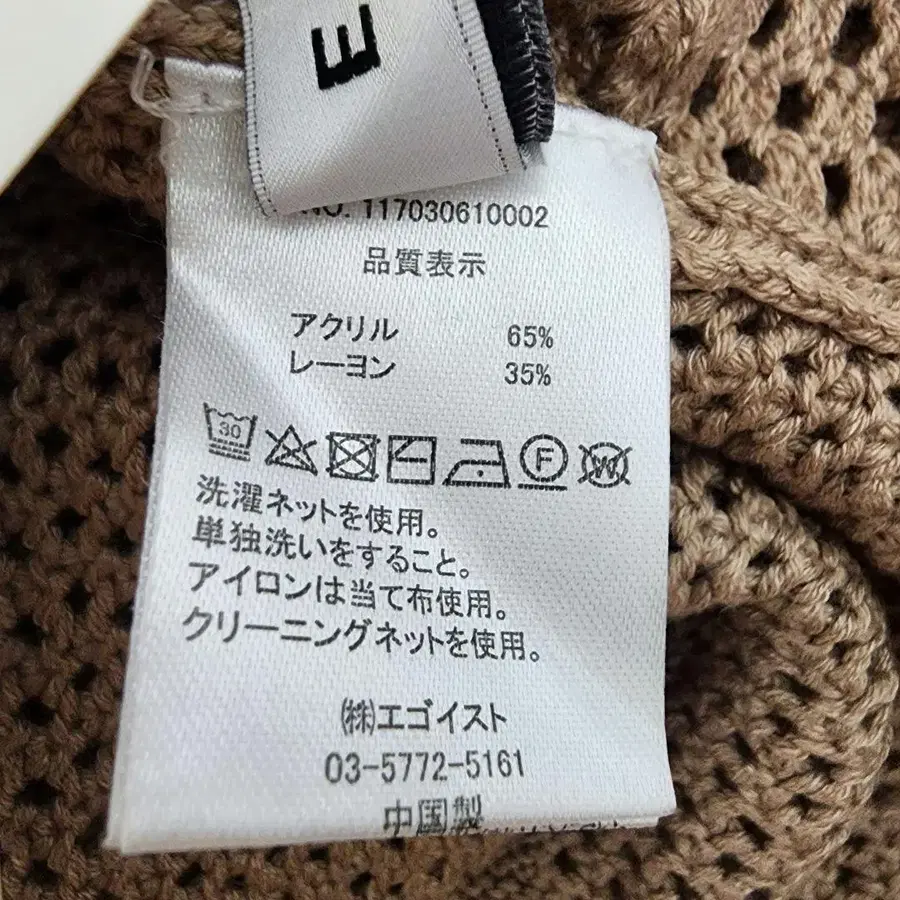 E
NO. 117030610002
品質表示
アクリル 65%
レーヨン 35%
30
F W
洗濯ネットを使用。
単独洗いをすること。
アイロンは当て布使用。
クリーニングネットを使用。
㈱エゴイスト
03-5772-5161
中国製